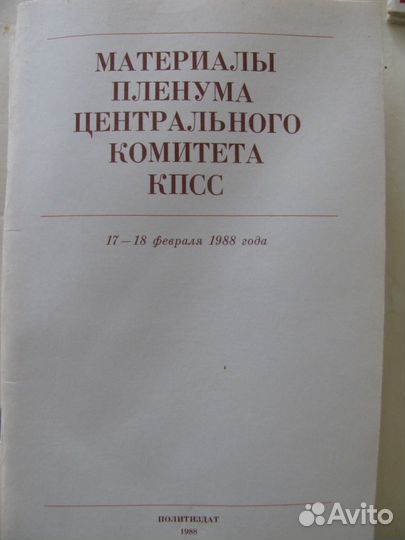 МАТЕРИАЛЫ
ПЛЕНУМА
ЦЕНТРАЛЬНОГО
КОМИТЕТА
КПСС
17—18 февраля 1988 года
ПОЛИТИЗДАТ
1988
Avito